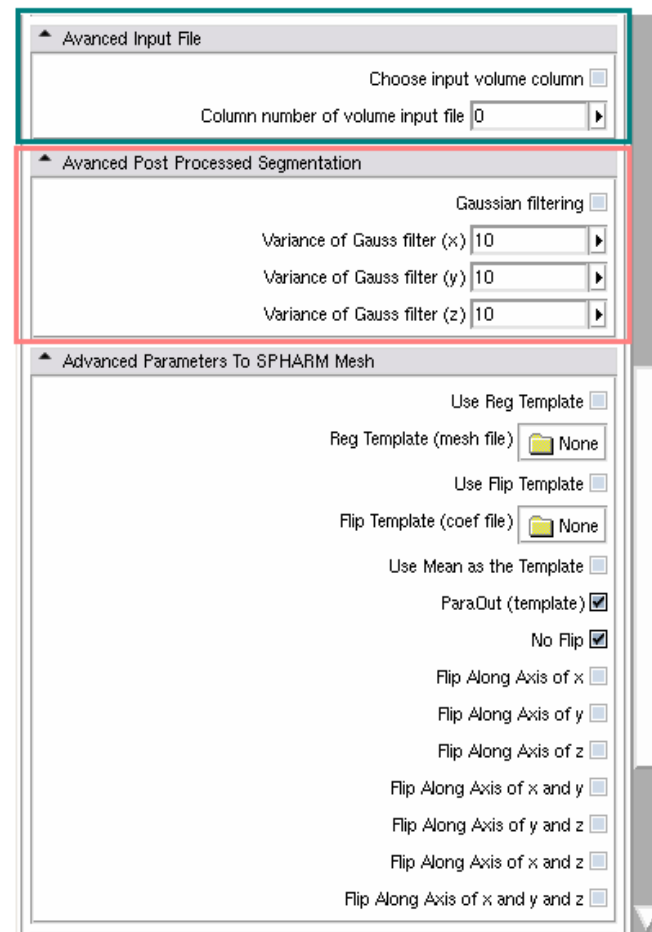 Avanced Input File
Choose input volume column
Column number of volume input file 0
Avanced Post Processed Segmentation
Gaussian filtering
Variance of Gauss filter (x) 10
Variance of Gauss filter (y) 10
Variance of Gauss filter (z) 10
Advanced Parameters To SPHARM Mesh
Use Reg Template
Reg Template (mesh file) None
Use Flip Template
Flip Template (coef file) None
Use Mean as the Template
ParaOut (template)
No Flip
Flip Along Axis of x
Flip Along Axis of y
Flip Along Axis of z
Flip Along Axis of x and y
Flip Along Axis of y and z
Flip Along Axis of x and z
Flip Along Axis of x and y and z